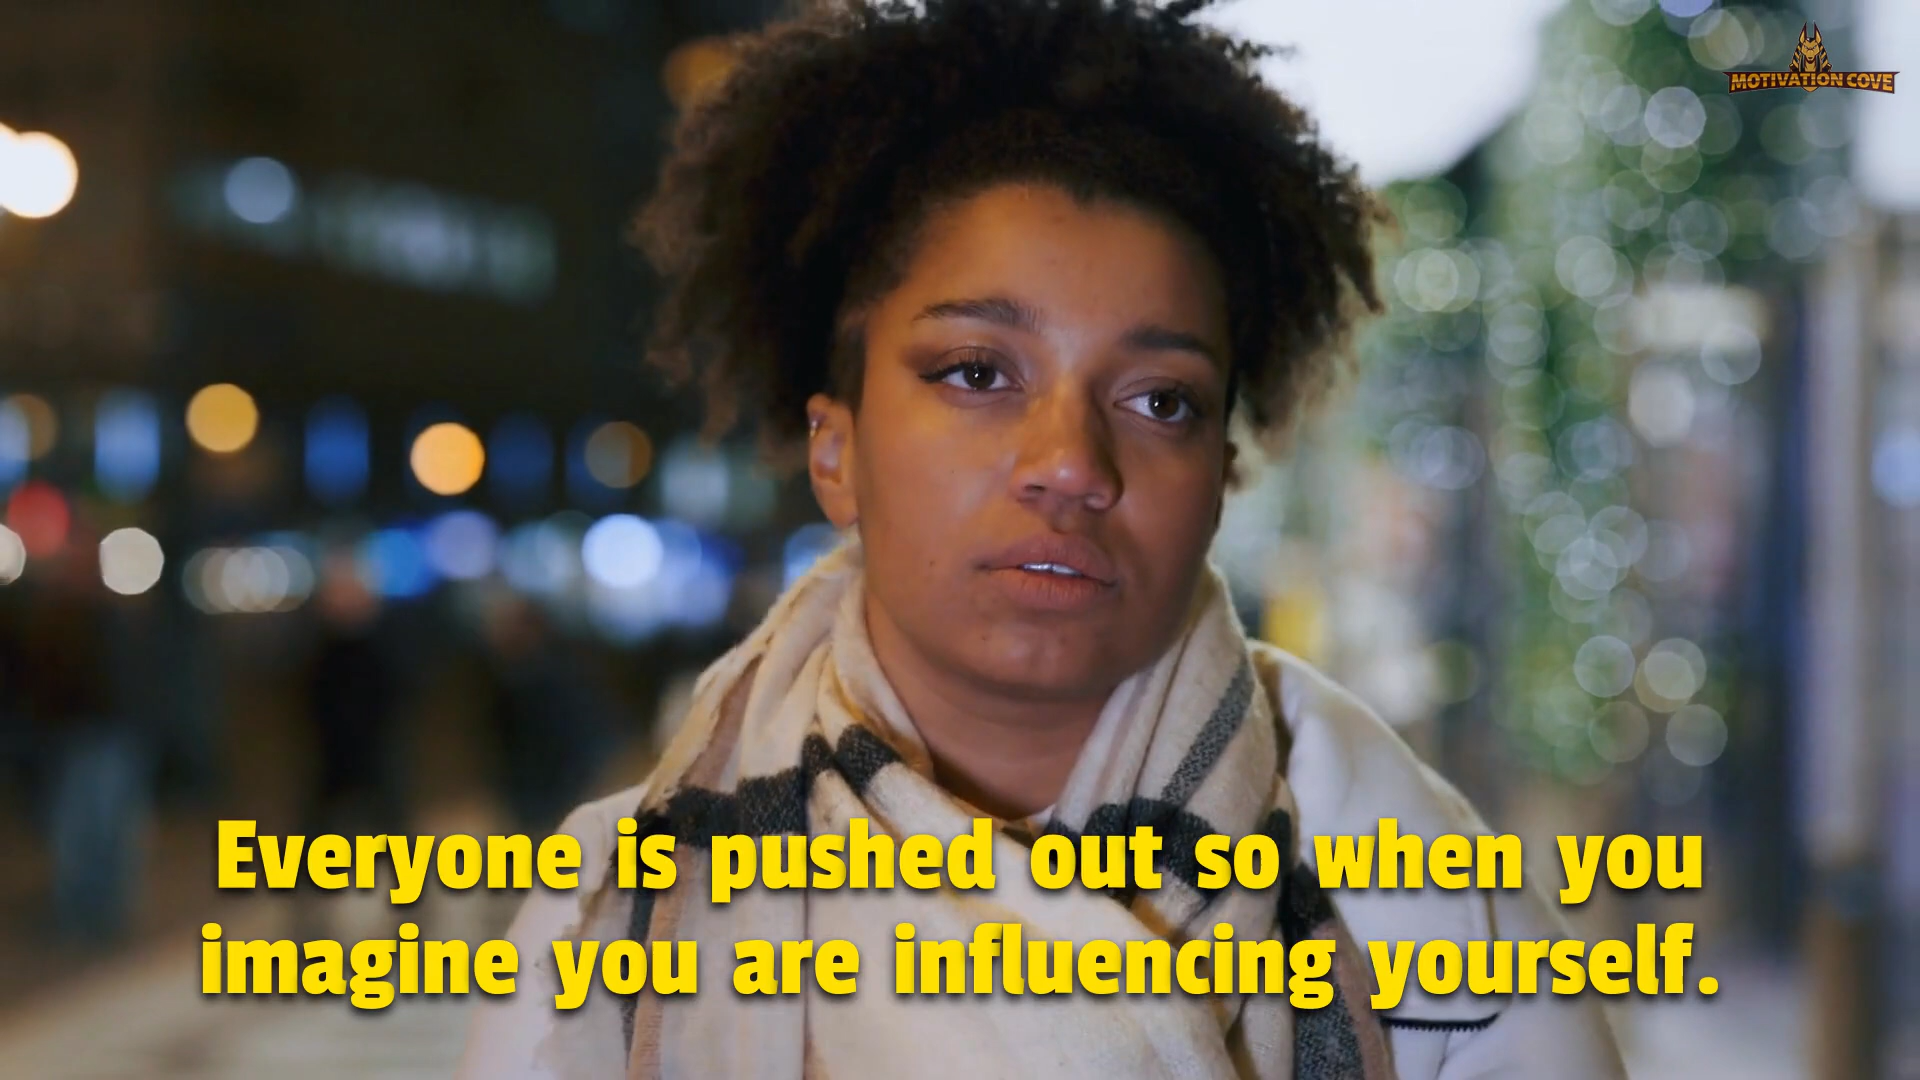 MOTIVATION COVE
Everyone is pushed out so when you
imagine you are influencing yourself.